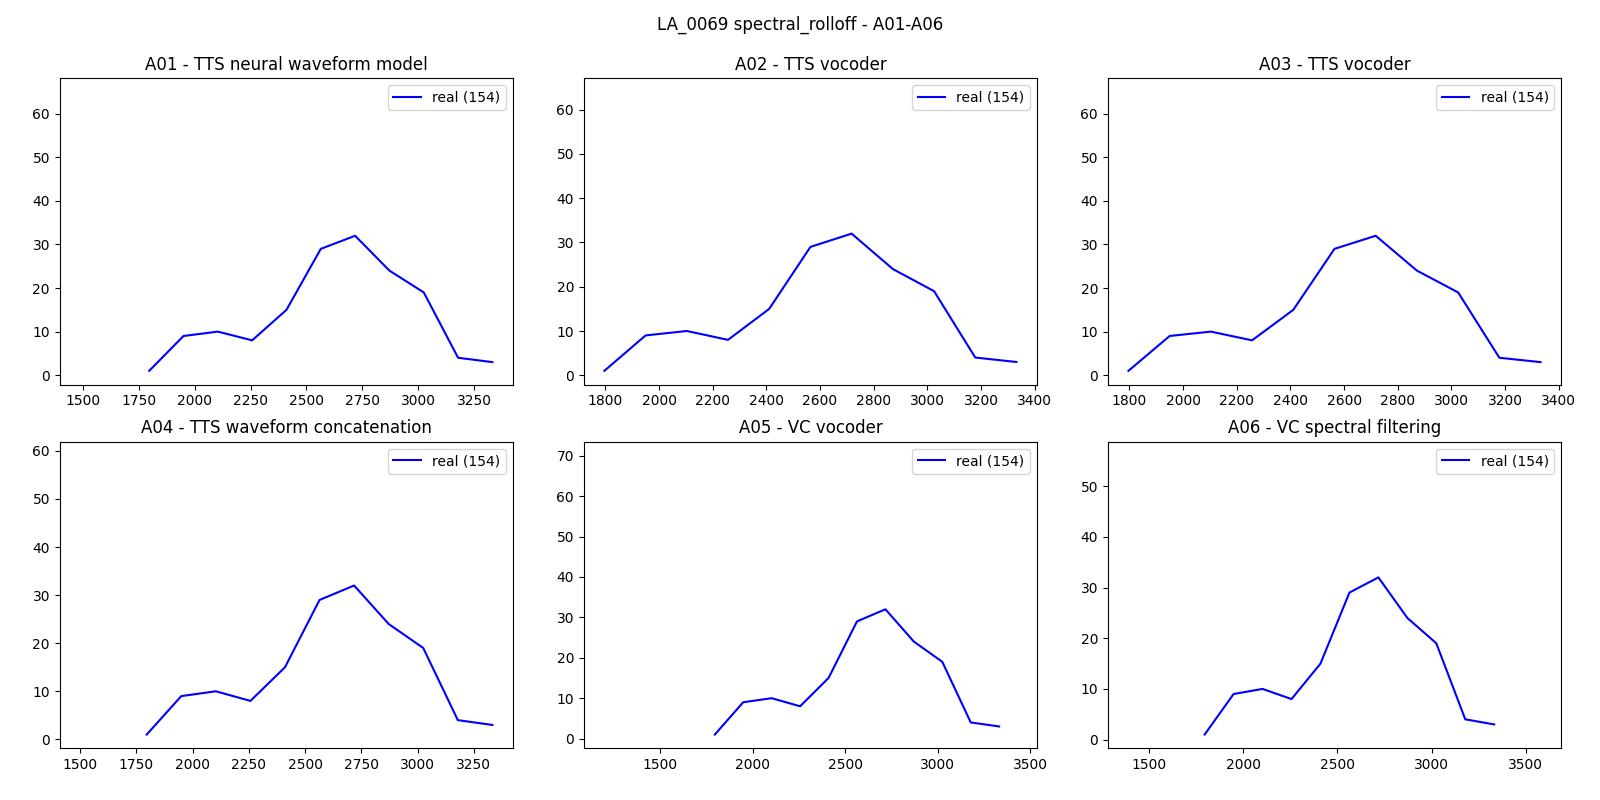 LA_0069 spectral_rolloff - A01-A06
A01 - TTS neural waveform model
real (154)
60
50
40
30
20
10
0
1500 1750 2000 2250 2500 2750 3000 3250
A02 - TTS vocoder
real (154)
60
50
40
30
20
10
0
1800 2000 2200 2400 2600 2800 3000 3200 3400
A03 - TTS vocoder
real (154)
60
50
40
30
20
10
0
1800 2000 2200 2400 2600 2800 3000 3200 3400
A04 - TTS waveform concatenation
real (154)
60
50
40
30
20
10
0
1500 1750 2000 2250 2500 2750 3000 3250
A05 - VC vocoder
real (154)
70
60
50
40
30
20
10
0
1500 2000 2500 3000 3500
A06 - VC spectral filtering
real (154)
50
40
30
20
10
0
1500 2000 2500 3000 3500